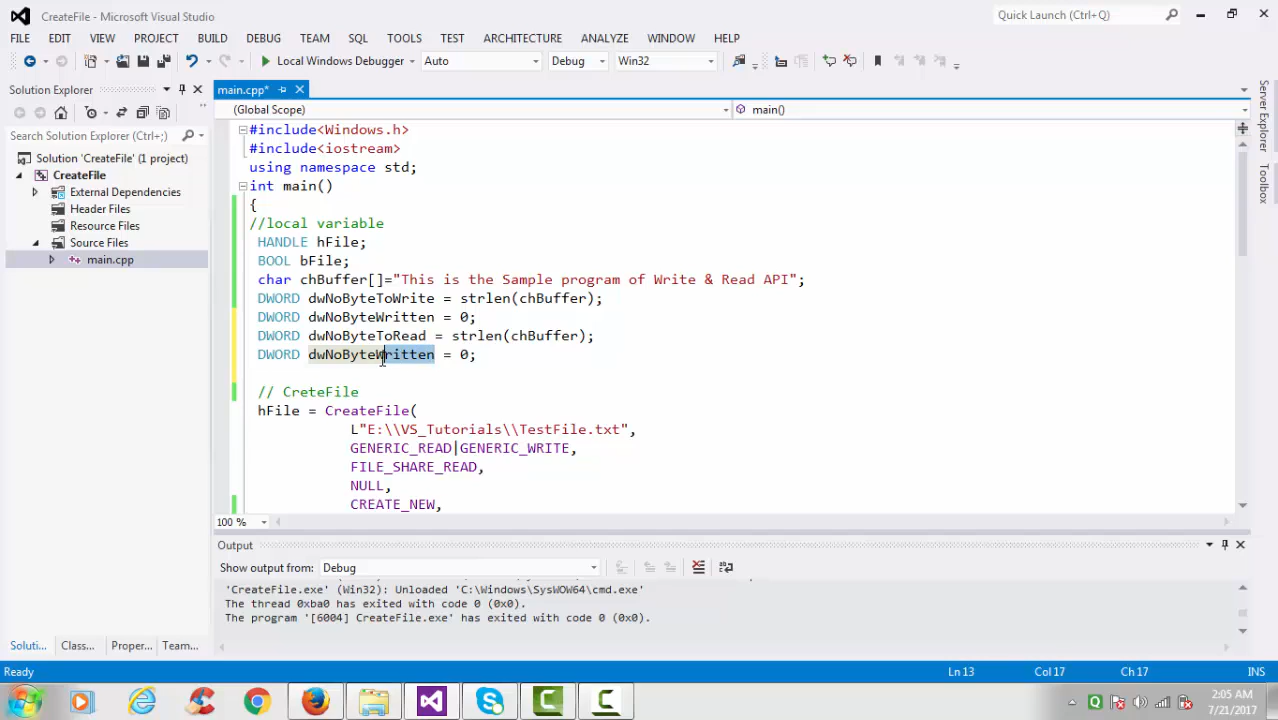 CreateFile - Microsoft Visual Studio
Quick Launch (Ctrl+Q)
FILE EDIT VIEW PROJECT BUILD DEBUG TEAM SQL TOOLS TEST ARCHITECTURE ANALYZE WINDOW HELP
Local Windows Debugger Auto Debug Win32
Solution Explorer
main.cpp*
(Global Scope) main()
Search Solution Explorer (Ctrl+;)
Solution 'CreateFile' (1 project)
CreateFile
External Dependencies
Header Files
Resource Files
Source Files
main.cpp
#include<Windows.h>
#include<iostream>
using namespace std;
int main()
{
//local variable
HANDLE hFile;
BOOL bFile;
char chBuffer[]="This is the Sample program of Write & Read API";
DWORD dwNoByteToWrite = strlen(chBuffer);
DWORD dwNoByteWritten = 0;
DWORD dwNoByteToRead = strlen(chBuffer);
DWORD dwNoByteWritten = 0;
// CreteFile
hFile = CreateFile(
L"E:\\VS_Tutorials\\TestFile.txt",
GENERIC_READ|GENERIC_WRITE,
FILE_SHARE_READ,
NULL,
CREATE_NEW,
100 %
Output
Show output from: Debug
'CreateFile.exe' (Win32): Unloaded 'C:\Windows\SysWOW64\cmd.exe'
The thread 0xba0 has exited with code 0 (0x0).
The program '[6004] CreateFile.exe' has exited with code 0 (0x0).
Soluti... Class... Proper... Team...
Server Explorer
Toolbox
Ready Ln 13 Col 17 Ch 17 INS
2:05 AM
7/21/2017